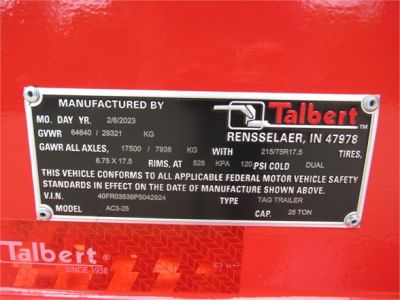 MANUFACTURED BY Talbert™
RENSSELAER, IN 47978
MO. DAY YR. 2/6/2023
GVWR 64640 / 29321 KG
GAWR ALL AXLES, 17500 / 7938 KG WITH 215/75R17.5 TIRES,
6.75 X 17.5 RIMS, AT 828 KPA 120 PSI COLD DUAL
THIS VEHICLE CONFORMS TO ALL APPLICABLE FEDERAL MOTOR VEHICLE SAFETY
STANDARDS IN EFFECT ON THE DATE OF MANUFACTURE SHOWN ABOVE.
V.I.N. 40FR03638P5042924 TYPE TAG TRAILER
MODEL AC3-25 CAP. 25 TON
Talbert®
SINCE 1938